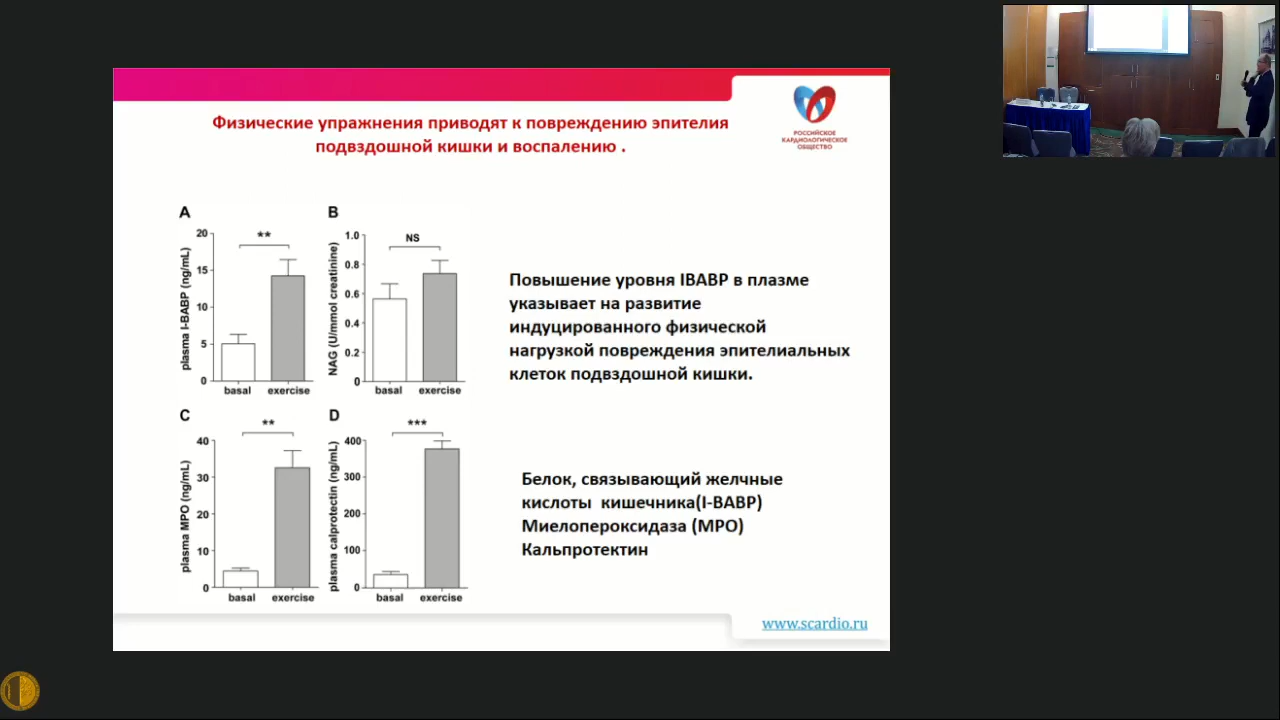 Физические упражнения приводят к повреждению эпителия
подвздошной кишки и воспалению .
РОССИЙСКОЕ
КАРДИОЛОГИЧЕСКОЕ
ОБЩЕСТВО
A
plasma I-BABP (ng/mL)
20
15
10
5
0
**
basal exercise
B
NAG (U/mmol creatinine)
1.0
0.8
0.6
0.4
0.2
0
NS
basal exercise
Повышение уровня IBABP в плазме
указывает на развитие
индуцированного физической
нагрузкой повреждения эпителиальных
клеток подвздошной кишки.
C
plasma MPO (ng/mL)
40
30
20
10
0
**
basal exercise
D
plasma calprotectin (ng/mL)
400
300
200
100
0
***
basal exercise
Белок, связывающий желчные
кислоты кишечника(I-BABP)
Миелопероксидаза (MPO)
Кальпротектин
www.scardio.ru